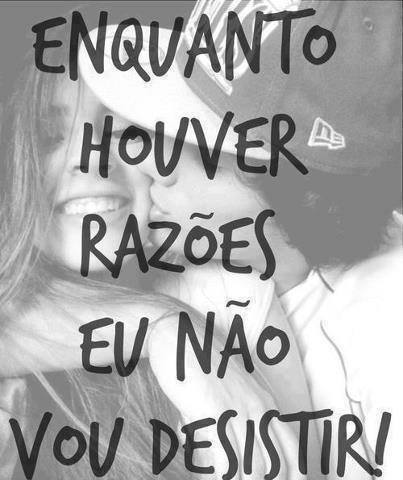 ENQUANTO
HOUVER
RAZÕES
EU NÃO
VOU DESISTIR!